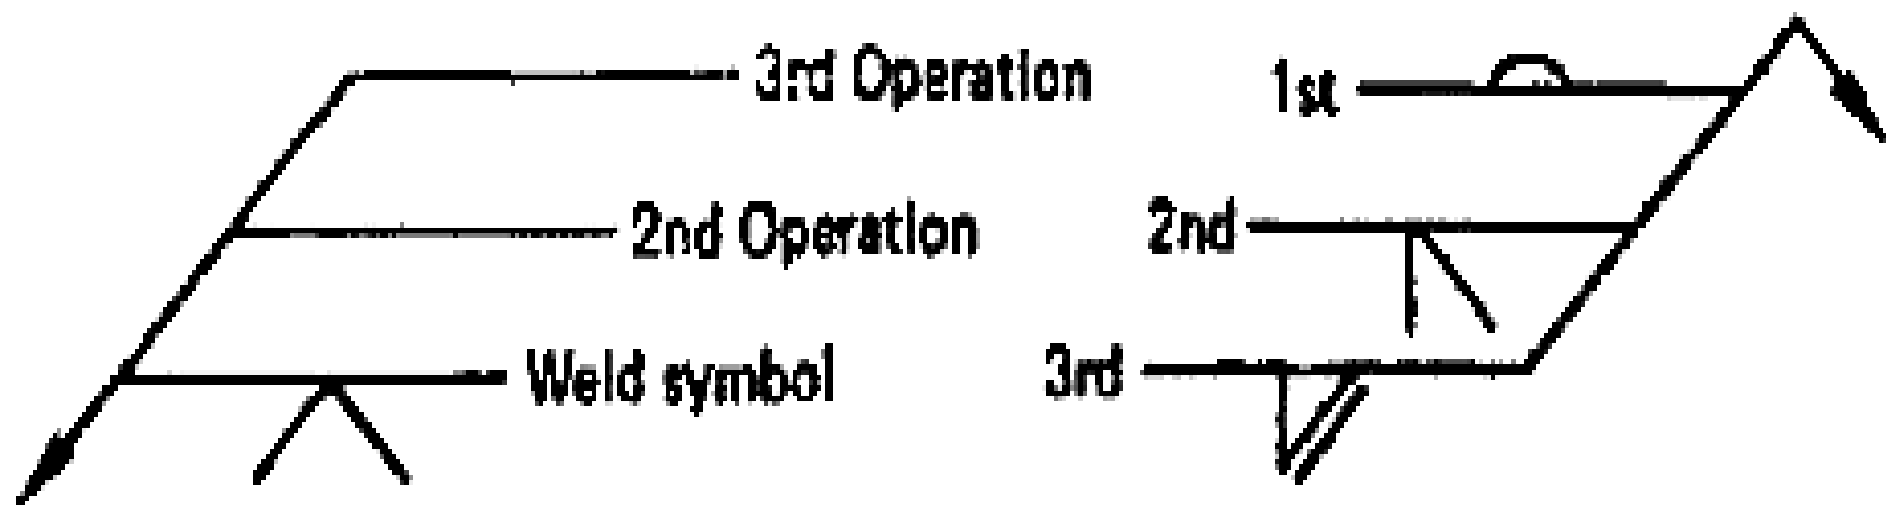 3rd Operation
2nd Operation
Weld symbol
1st
2nd
3rd